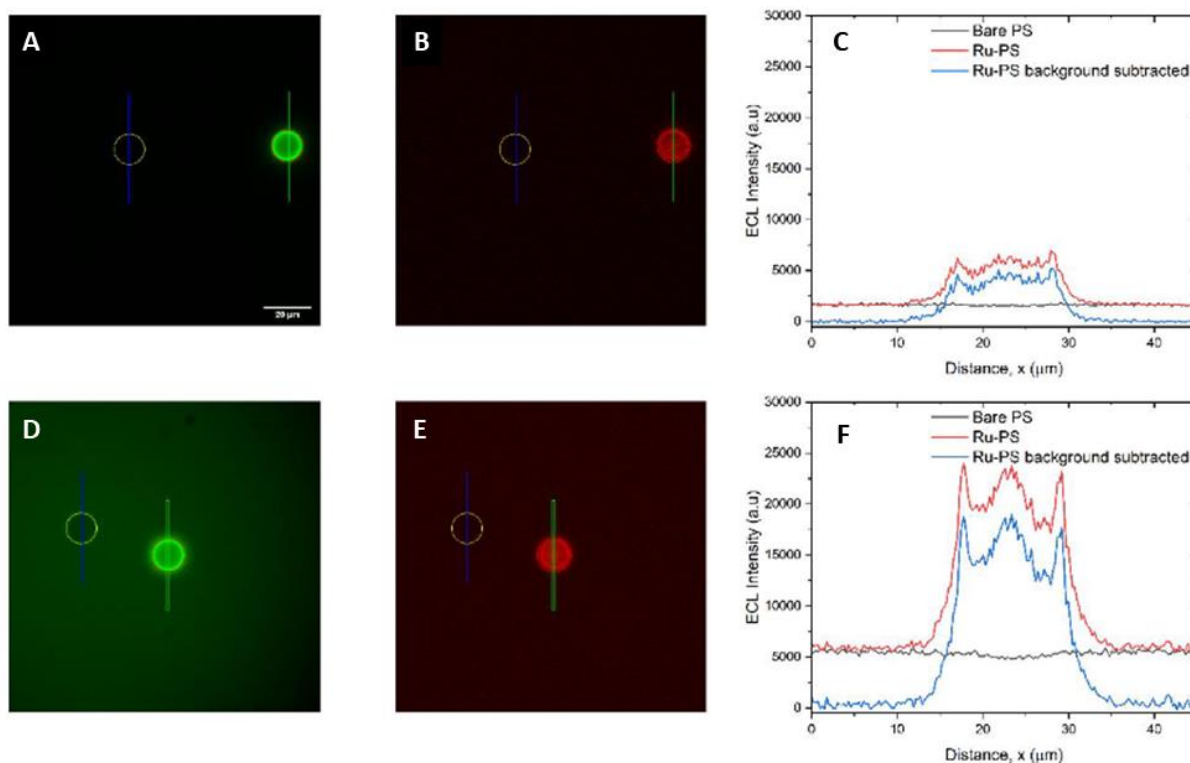 A
20 µm
B
C
Bare PS
Ru-PS
Ru-PS background subtracted
ECL Intensity (a.u)
30000
25000
20000
15000
10000
5000
0
0 10 20 30 40
Distance, x (µm)
D
E
F
Bare PS
Ru-PS
Ru-PS background subtracted
ECL Intensity (a.u)
30000
25000
20000
15000
10000
5000
0
0 10 20 30 40
Distance, x (µm)